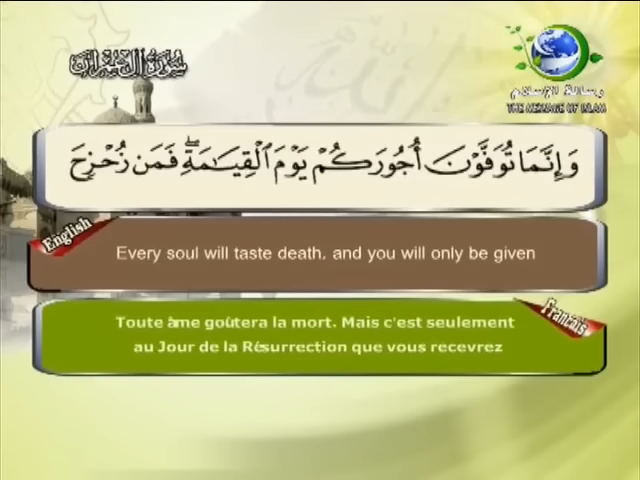 سورة آل عمران
رسالة الإسلام
THE MESSAGE OF ISLAM
وَإِنَّمَا تُوَفَّوْنَ أُجُورَكُمْ يَوْمَ ٱلْقِيَـٰمَةِ ۖ فَمَن زُحْزِحَ
English
Every soul will taste death, and you will only be given
Français
Toute âme goûtera la mort. Mais c'est seulement
au Jour de la Résurrection que vous recevrez